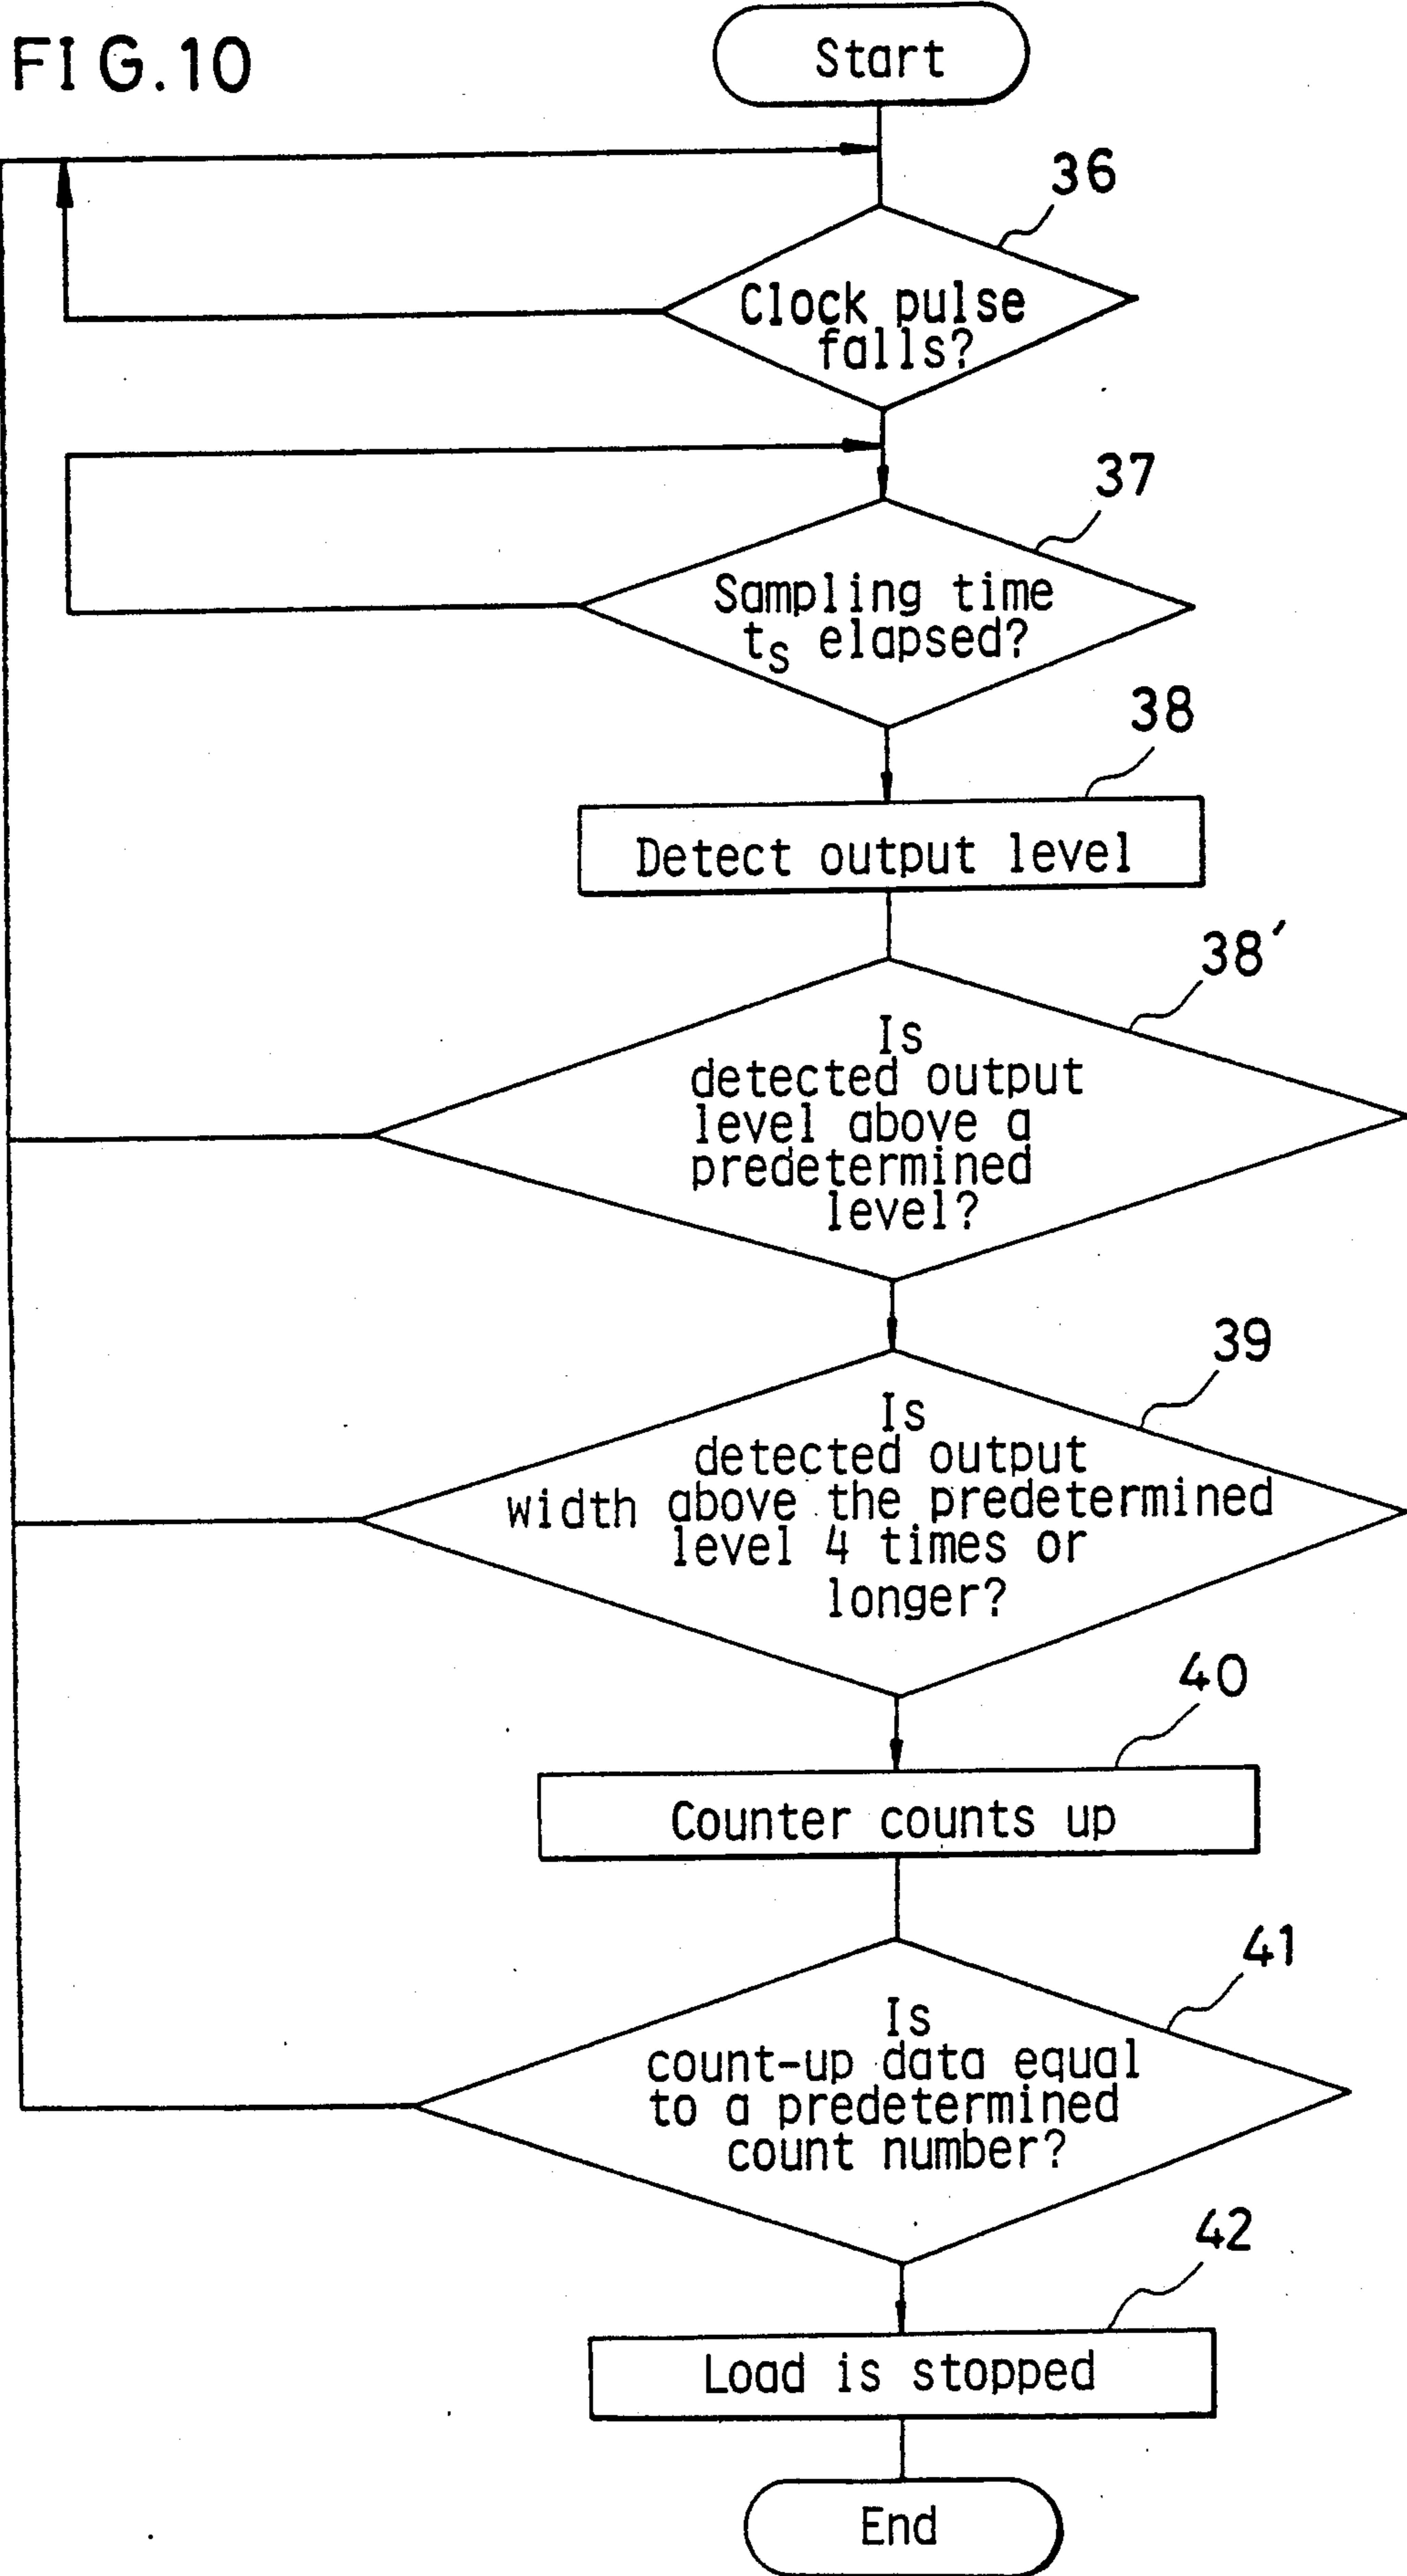 FIG.10
Start
36
Clock pulse
falls?
37
Sampling time
ts elapsed?
38
Detect output level
38′
Is
detected output
level above a
predetermined
level?
39
Is
detected output
width above the predetermined
level 4 times or
longer?
40
Counter counts up
41
Is
count-up data equal
to a predetermined
count number?
42
Load is stopped
End